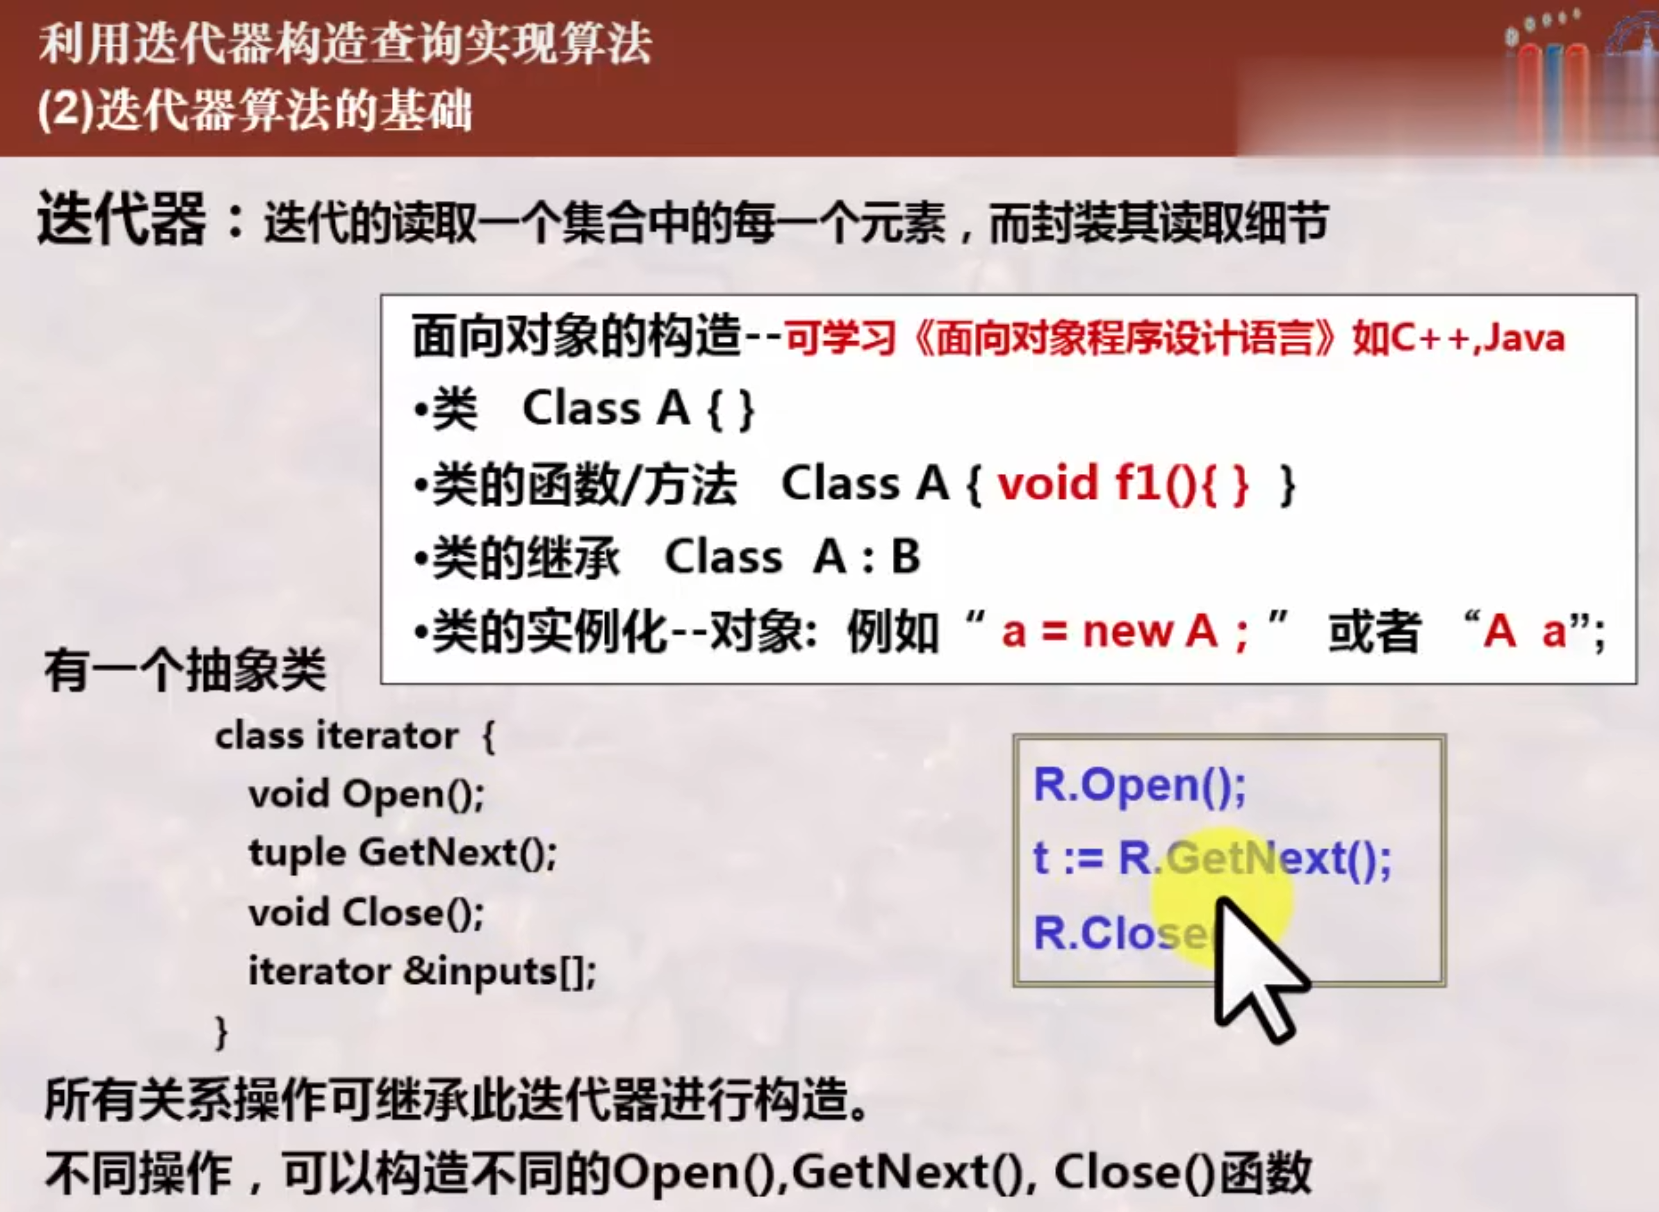 利用迭代器构造查询实现算法
(2)迭代器算法的基础
迭代器：迭代的读取一个集合中的每一个元素，而封装其读取细节
面向对象的构造--可学习《面向对象程序设计语言》如C++,Java
•类 Class A { }
•类的函数/方法 Class A { void f1(){ } }
•类的继承 Class A : B
•类的实例化--对象: 例如“ a = new A ; ” 或者 “A a”;
有一个抽象类
class iterator {
void Open();
tuple GetNext();
void Close();
iterator &inputs[];
}
R.Open();
t := R.GetNext();
R.Close(
所有关系操作可继承此迭代器进行构造。
不同操作，可以构造不同的Open(),GetNext(), Close()函数